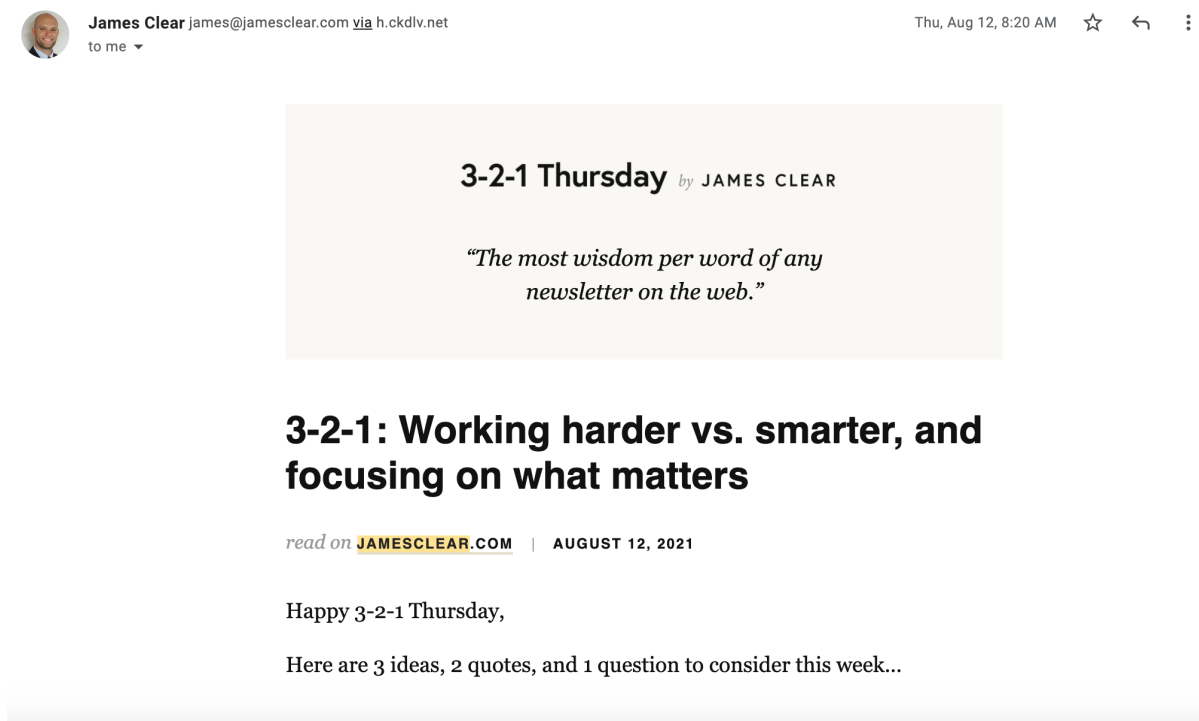 James Clear james@jamesclear.com via h.ckdlv.net
Thu, Aug 12, 8:20 AM
to me
3-2-1 Thursday by JAMES CLEAR
“The most wisdom per word of any
newsletter on the web.”
3-2-1: Working harder vs. smarter, and
focusing on what matters
read on JAMESCLEAR.COM | AUGUST 12, 2021
Happy 3-2-1 Thursday,
Here are 3 ideas, 2 quotes, and 1 question to consider this week...